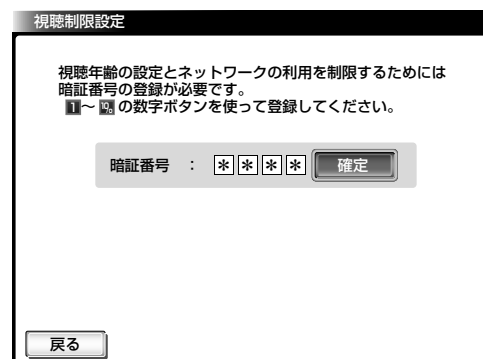 視聴制限設定
視聴年齢の設定とネットワークの利用を制限するためには
暗証番号の登録が必要です。
1～10 の数字ボタンを使って登録してください。
暗証番号 : ＊ ＊ ＊ ＊ 確定
戻る